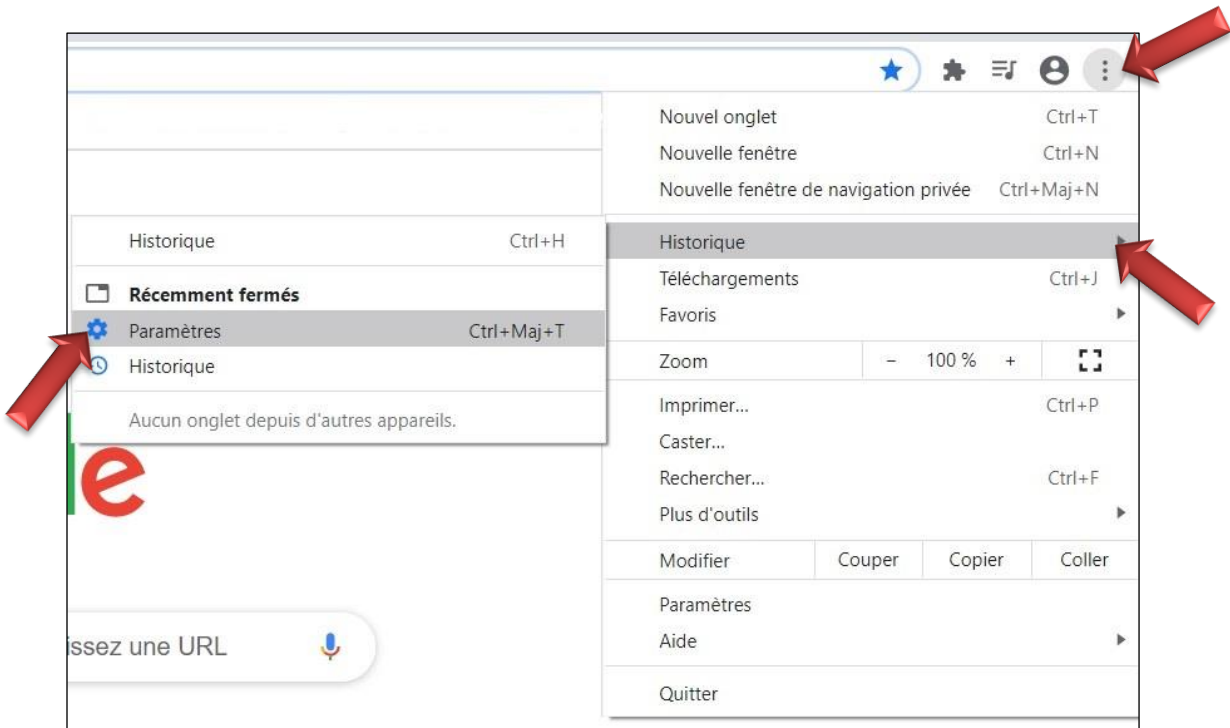 Nouvel onglet Ctrl+T
Nouvelle fenêtre Ctrl+N
Nouvelle fenêtre de navigation privée Ctrl+Maj+N
Historique
Téléchargements Ctrl+J
Favoris
Zoom - 100 % +
Imprimer... Ctrl+P
Caster...
Rechercher... Ctrl+F
Plus d'outils
Modifier Couper Copier Coller
Paramètres
Aide
Quitter
Historique Ctrl+H
Récemment fermés
Paramètres Ctrl+Maj+T
Historique
Aucun onglet depuis d'autres appareils.
le
issez une URL